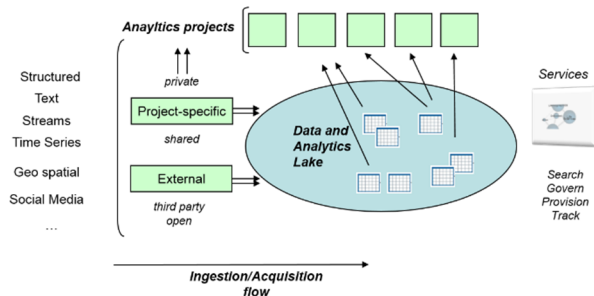 Anayltics projects
Structured
Text
Streams
Time Series
Geo spatial
Social Media
...
private
Project-specific
shared
External
third party
open
Data and
Analytics
Lake
Services
Search
Govern
Provision
Track
Ingestion/Acquisition
flow